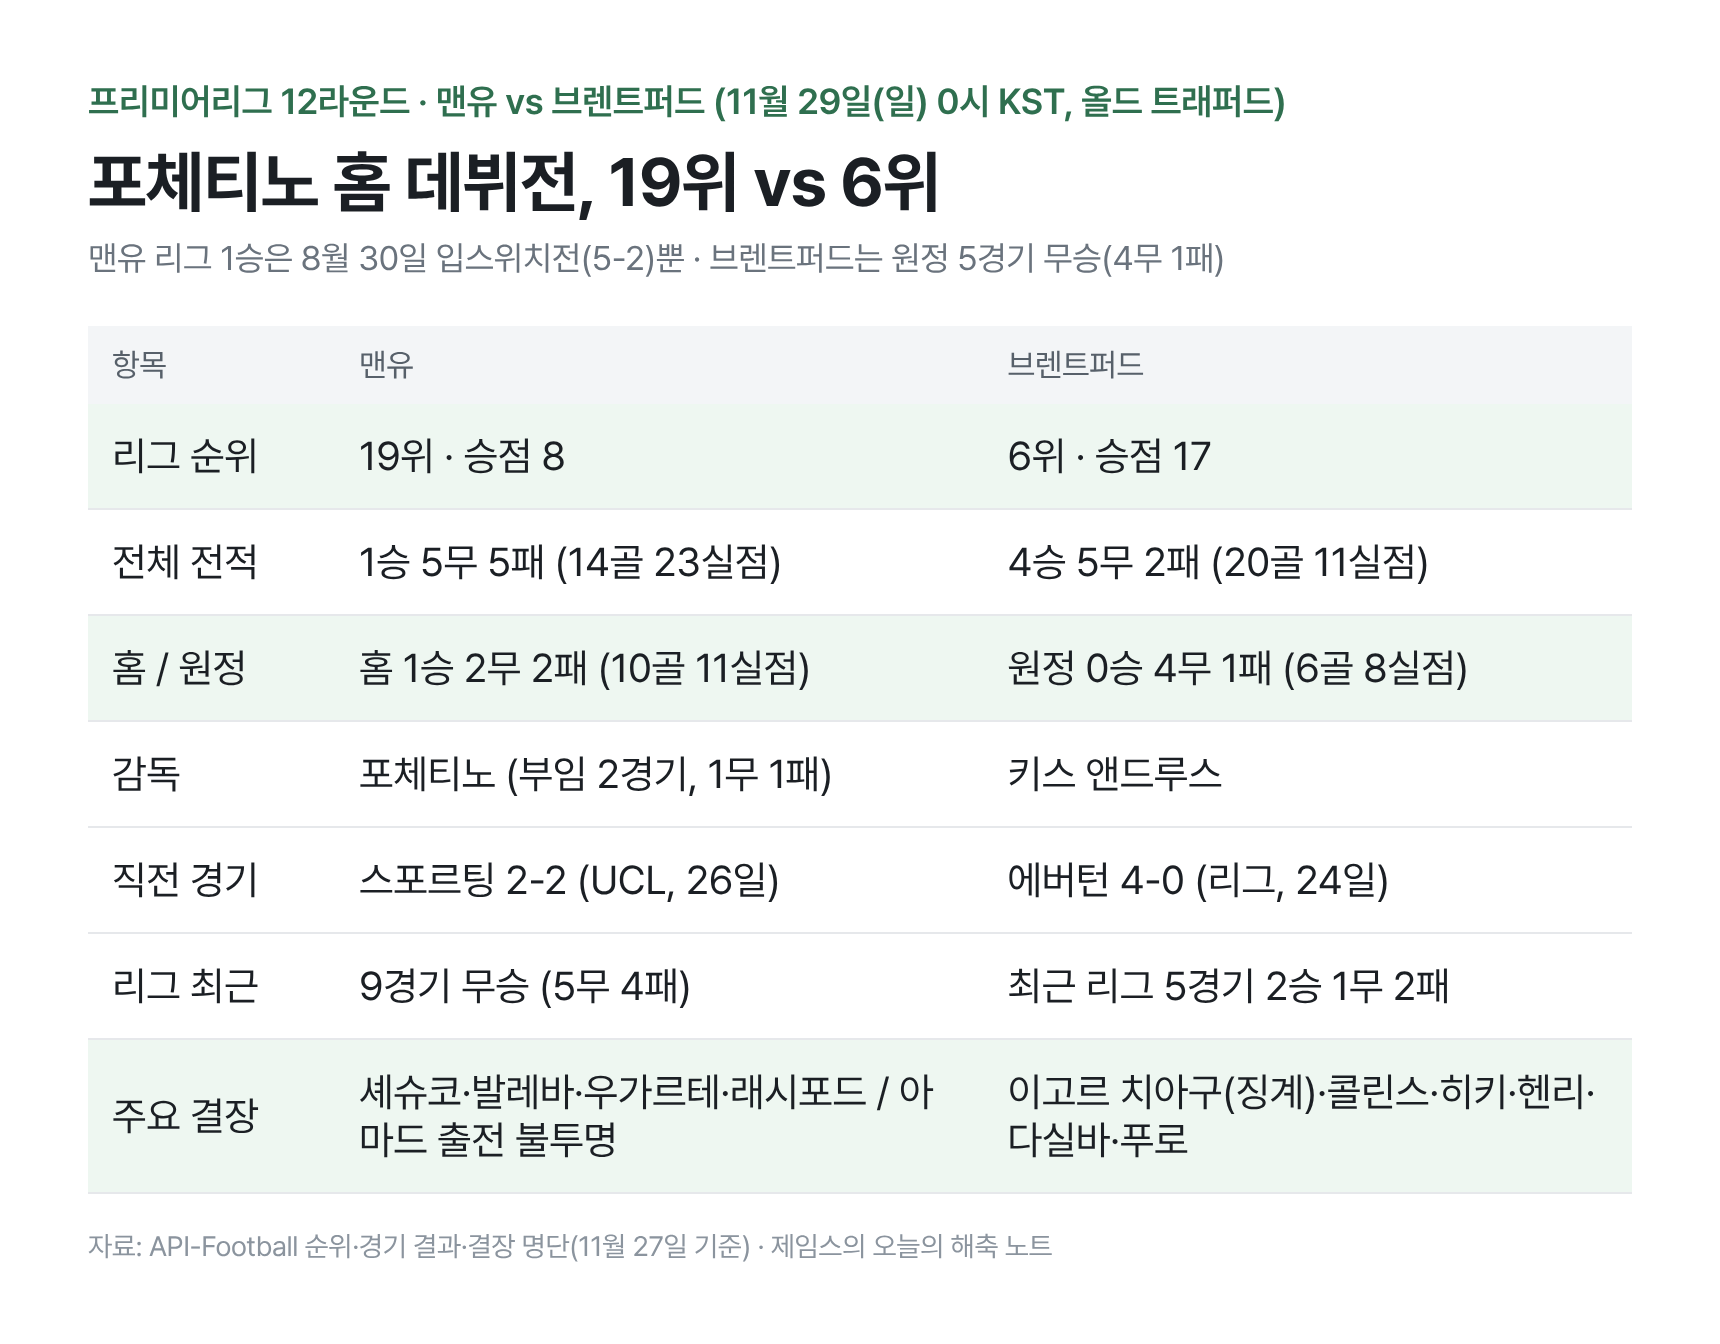 프리미어리그 12라운드 · 맨유 vs 브렌트퍼드 (11월 29일(일) 0시 KST, 올드 트래퍼드)
포체티노 홈 데뷔전, 19위 vs 6위
맨유 리그 1승은 8월 30일 입스위치전(5-2)뿐 · 브렌트퍼드는 원정 5경기 무승(4무 1패)
항목 맨유 브렌트퍼드
리그 순위 19위 · 승점 8 6위 · 승점 17
전체 전적 1승 5무 5패 (14골 23실점) 4승 5무 2패 (20골 11실점)
홈 / 원정 홈 1승 2무 2패 (10골 11실점) 원정 0승 4무 1패 (6골 8실점)
감독 포체티노 (부임 2경기, 1무 1패) 키스 앤드루스
직전 경기 스포르팅 2-2 (UCL, 26일) 에버턴 4-0 (리그, 24일)
리그 최근 9경기 무승 (5무 4패) 최근 리그 5경기 2승 1무 2패
주요 결장
셰슈코·발레바·우가르테·래시포드 / 아
마드 출전 불투명
이고르 치아구(징계)·콜린스·히키·헨리·
다실바·푸로
자료: API-Football 순위·경기 결과·결장 명단(11월 27일 기준) · 제임스의 오늘의 해축 노트